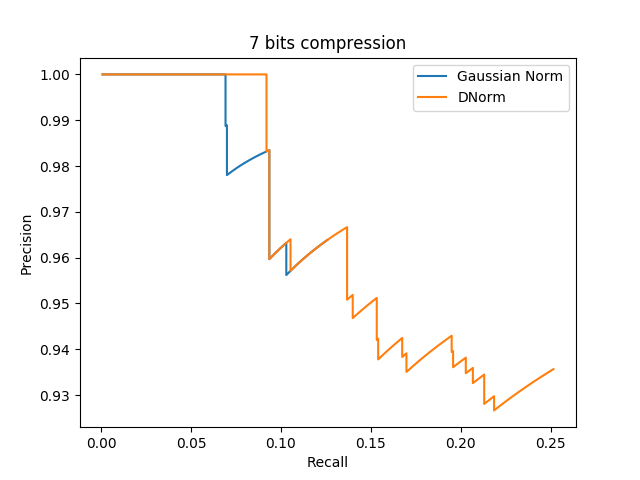 7 bits compression
Gaussian Norm
DNorm
Precision
1.00
0.99
0.98
0.97
0.96
0.95
0.94
0.93
0.00 0.05 0.10 0.15 0.20 0.25
Recall